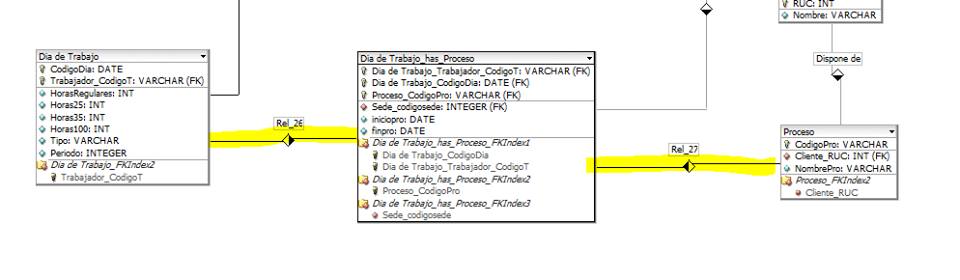 RUC: INT
Nombre: VARCHAR
Dispone de
Dia de Trabajo
CodigoDia: DATE
Trabajador_CodigoT: VARCHAR (FK)
HorasRegulares: INT
Horas25: INT
Horas35: INT
Horas100: INT
Tipo: VARCHAR
Periodo: INTEGER
Dia de Trabajo_FKIndex2
Trabajador_CodigoT
Rel_26
Dia de Trabajo_has_Proceso
Dia de Trabajo_Trabajador_CodigoT: VARCHAR (FK)
Dia de Trabajo_CodigoDia: DATE (FK)
Proceso_CodigoPro: VARCHAR (FK)
Sede_codigosede: INTEGER (FK)
iniciopro: DATE
finpro: DATE
Dia de Trabajo_has_Proceso_FKIndex1
Dia de Trabajo_CodigoDia
Dia de Trabajo_Trabajador_CodigoT
Dia de Trabajo_has_Proceso_FKIndex2
Proceso_CodigoPro
Dia de Trabajo_has_Proceso_FKIndex3
Sede_codigosede
Rel_27
Proceso
CodigoPro: VARCHAR
Cliente_RUC: INT (FK)
NombrePro: VARCHAR
Proceso_FKIndex2
Cliente_RUC